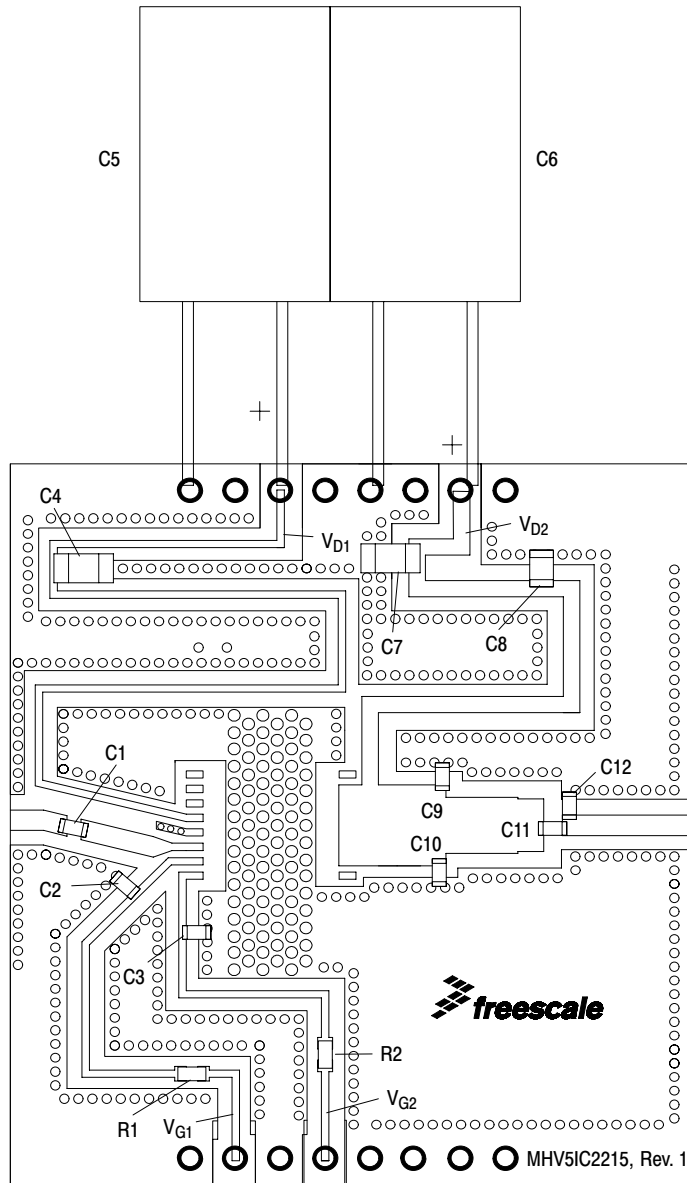 C5
C6
C4
VD1
VD2
C7
C8
C1
C12
C9
C11
C10
C2
C3
freescale
R2
R1
VG1
VG2
MHV5IC2215, Rev. 1